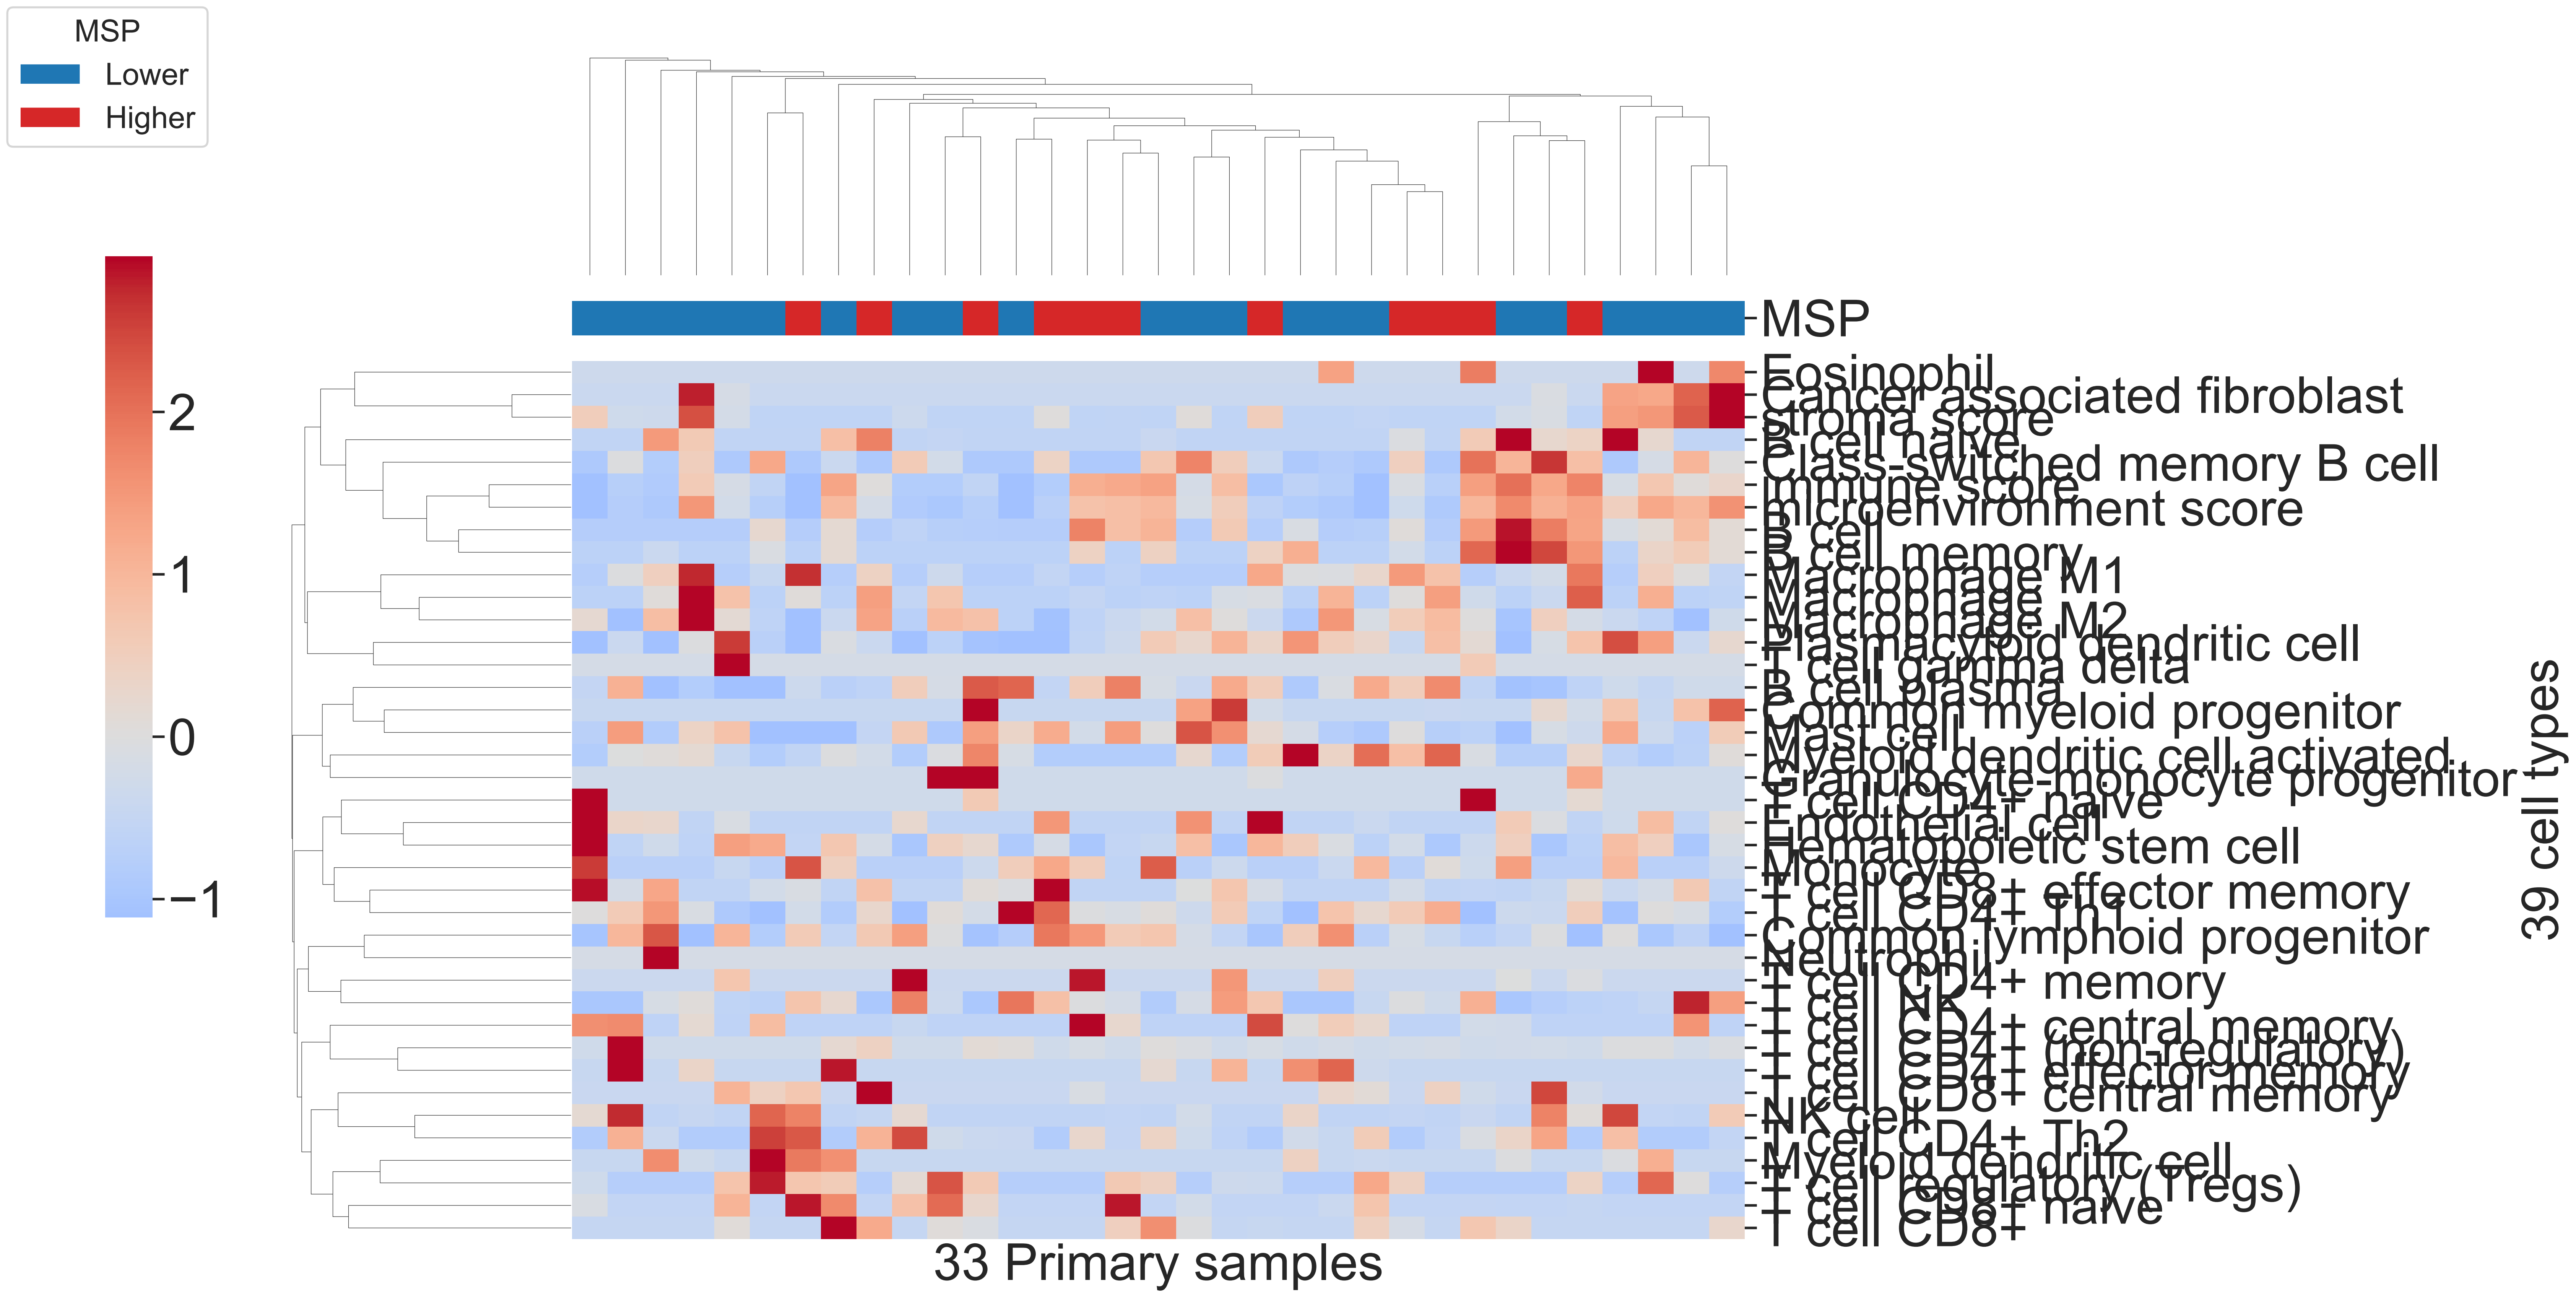 MSP
Lower
Higher
2
1
0
−1
MSP
Eosinophil
Cancer associated fibroblast
stroma score
B cell naive
Class-switched memory B cell
immune score
microenvironment score
B cell
B cell memory
Macrophage M1
Macrophage
Macrophage M2
Plasmacytoid dendritic cell
T cell gamma delta
B cell plasma
Common myeloid progenitor
Mast cell
Myeloid dendritic cell activated
Granulocyte-monocyte progenitor
T cell CD4+ naive
Endothelial cell
Hematopoietic stem cell
Monocyte
T cell CD8+ effector memory
T cell CD4+ Th1
Common lymphoid progenitor
Neutrophil
T cell CD4+ memory
T cell NK
T cell CD4+ central memory
T cell CD4+ (non-regulatory)
T cell CD4+ effector memory
T cell CD8+ central memory
NK cell
T cell CD4+ Th2
Myeloid dendritic cell
T cell regulatory (Tregs)
T cell CD8+ naive
T cell CD8+
39 cell types
33 Primary samples